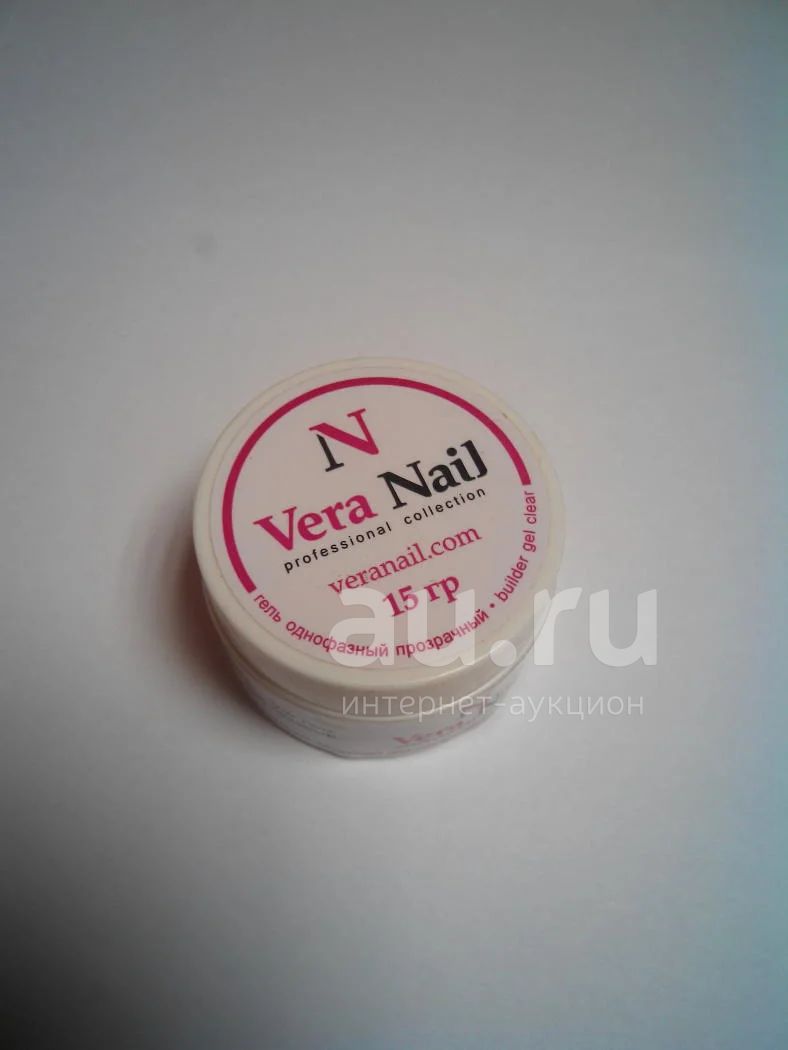 N
Vera Nail
professional collection
veranail.com
15 гр
гель однофазный прозрачный • builder gel clear
au.ru
интернет-аукцион